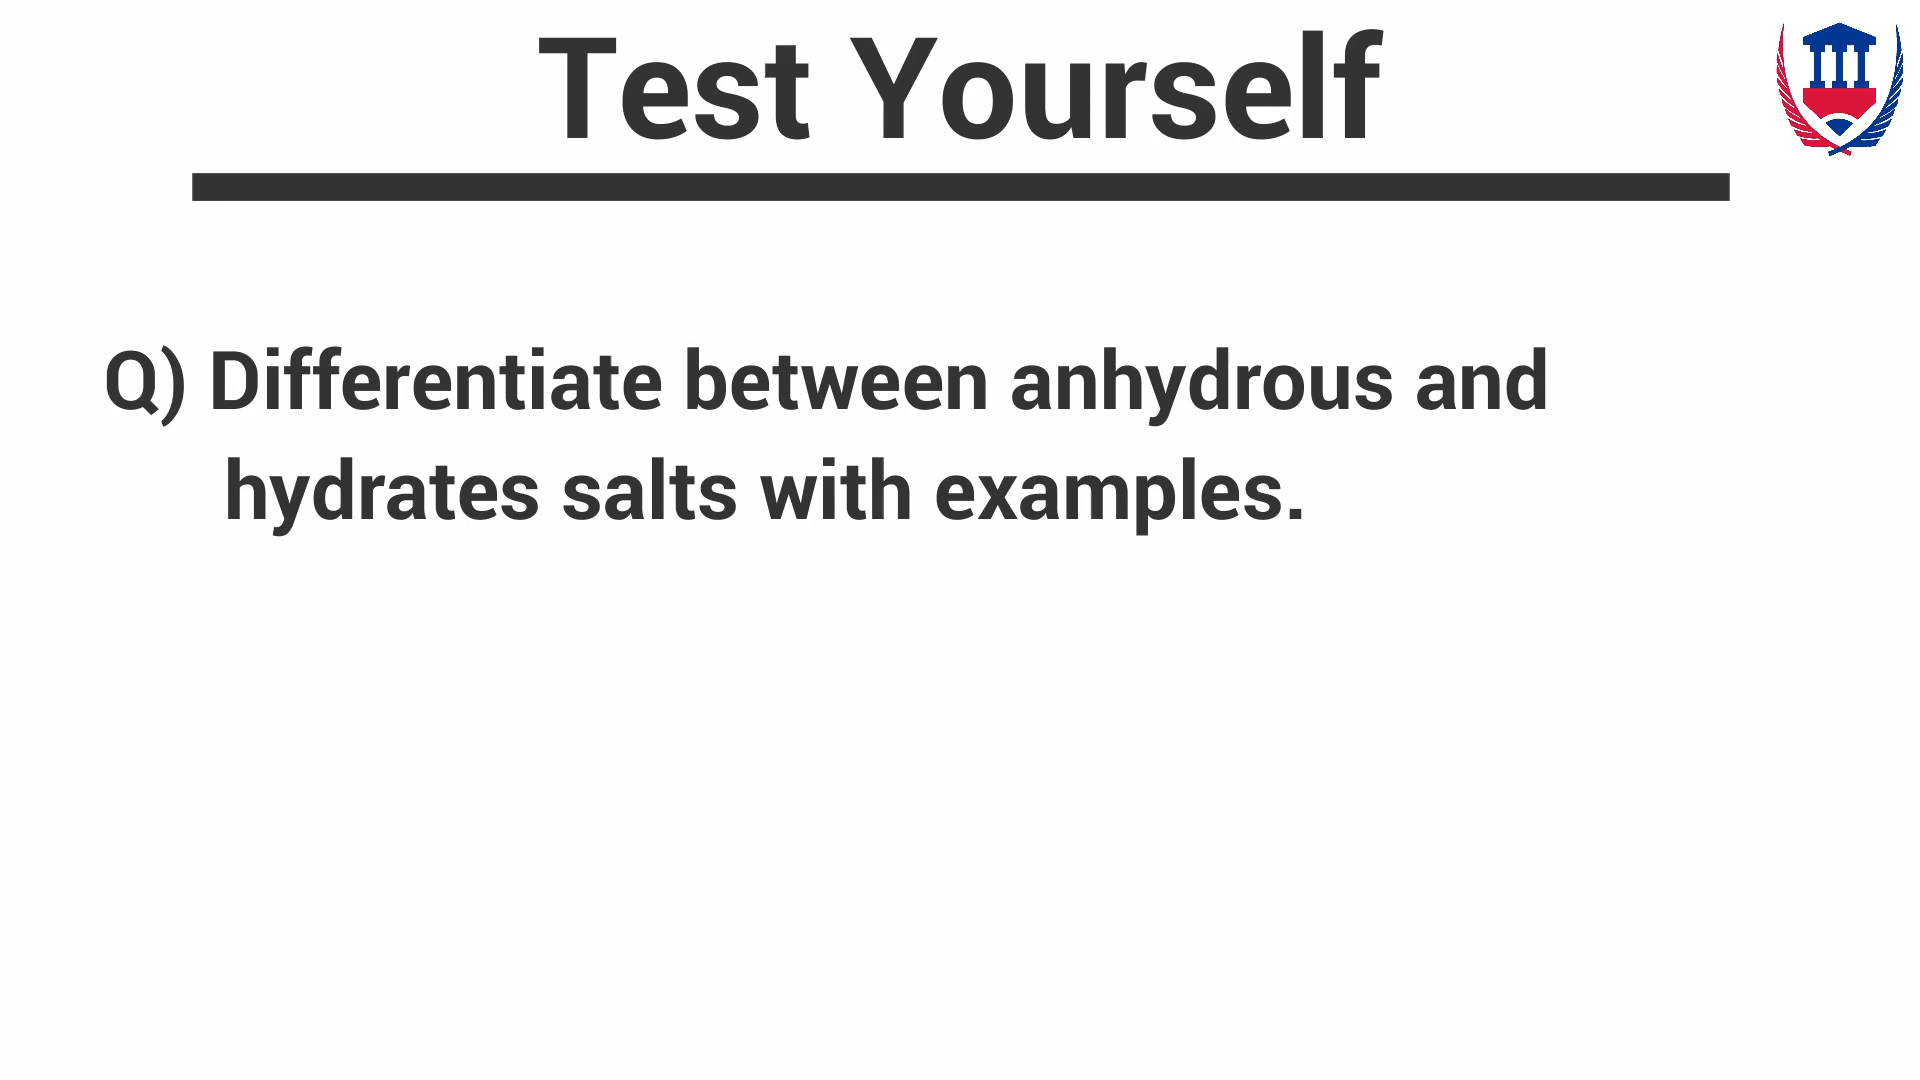 Test Yourself
Q) Differentiate between anhydrous and
hydrates salts with examples.